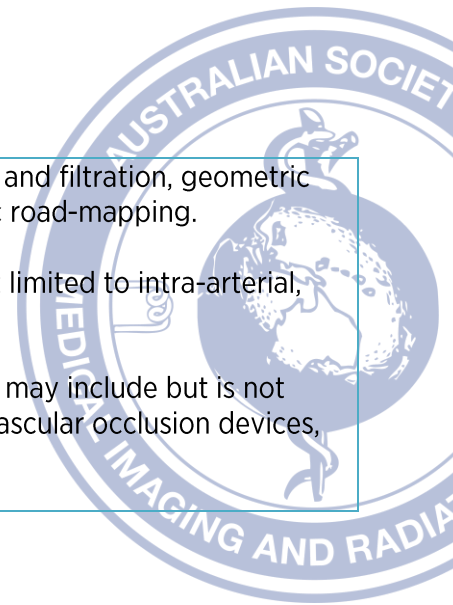 AUSTRALIAN SOCIET
and filtration, geometric
road-mapping.
limited to intra-arterial,
may include but is not
ascular occlusion devices,
MEDICAL IMAGING AND RADIA